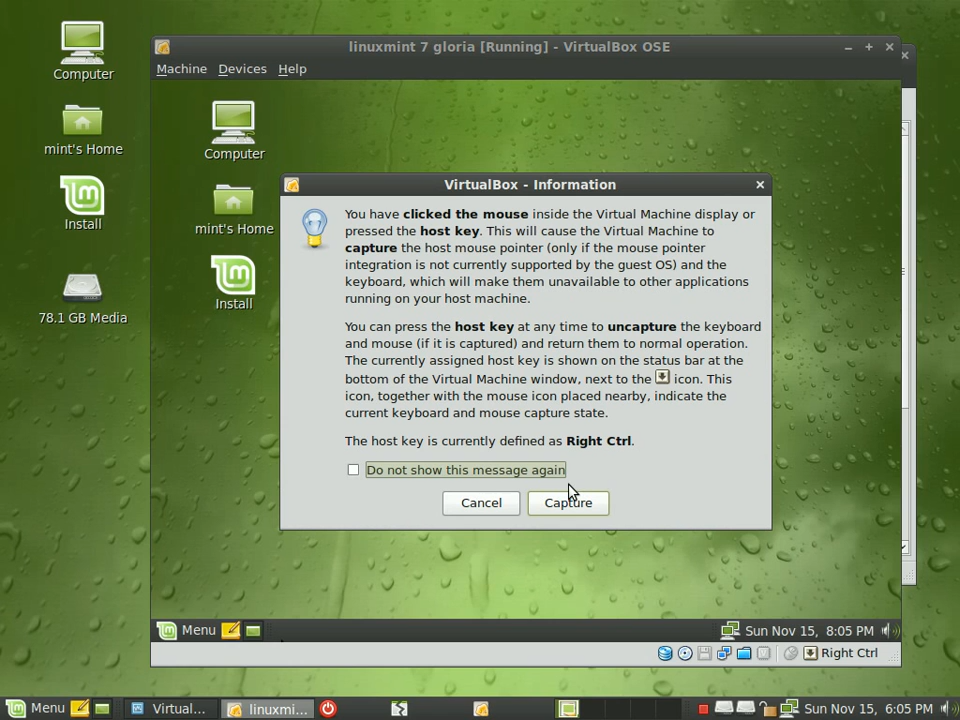 Computer
mint's Home
Install
78.1 GB Media
linuxmint 7 gloria [Running] - VirtualBox OSE
Machine Devices Help
Computer
mint's Home
Install
VirtualBox - Information
You have clicked the mouse inside the Virtual Machine display or
pressed the host key. This will cause the Virtual Machine to
capture the host mouse pointer (only if the mouse pointer
integration is not currently supported by the guest OS) and the
keyboard, which will make them unavailable to other applications
running on your host machine.
You can press the host key at any time to uncapture the keyboard
and mouse (if it is captured) and return them to normal operation.
The currently assigned host key is shown on the status bar at the
bottom of the Virtual Machine window, next to the icon. This
icon, together with the mouse icon placed nearby, indicate the
current keyboard and mouse capture state.
The host key is currently defined as Right Ctrl.
Do not show this message again
Cancel Capture
Menu Sun Nov 15, 8:05 PM
Right Ctrl
Menu Virtual... linuxmi... Sun Nov 15, 6:05 PM